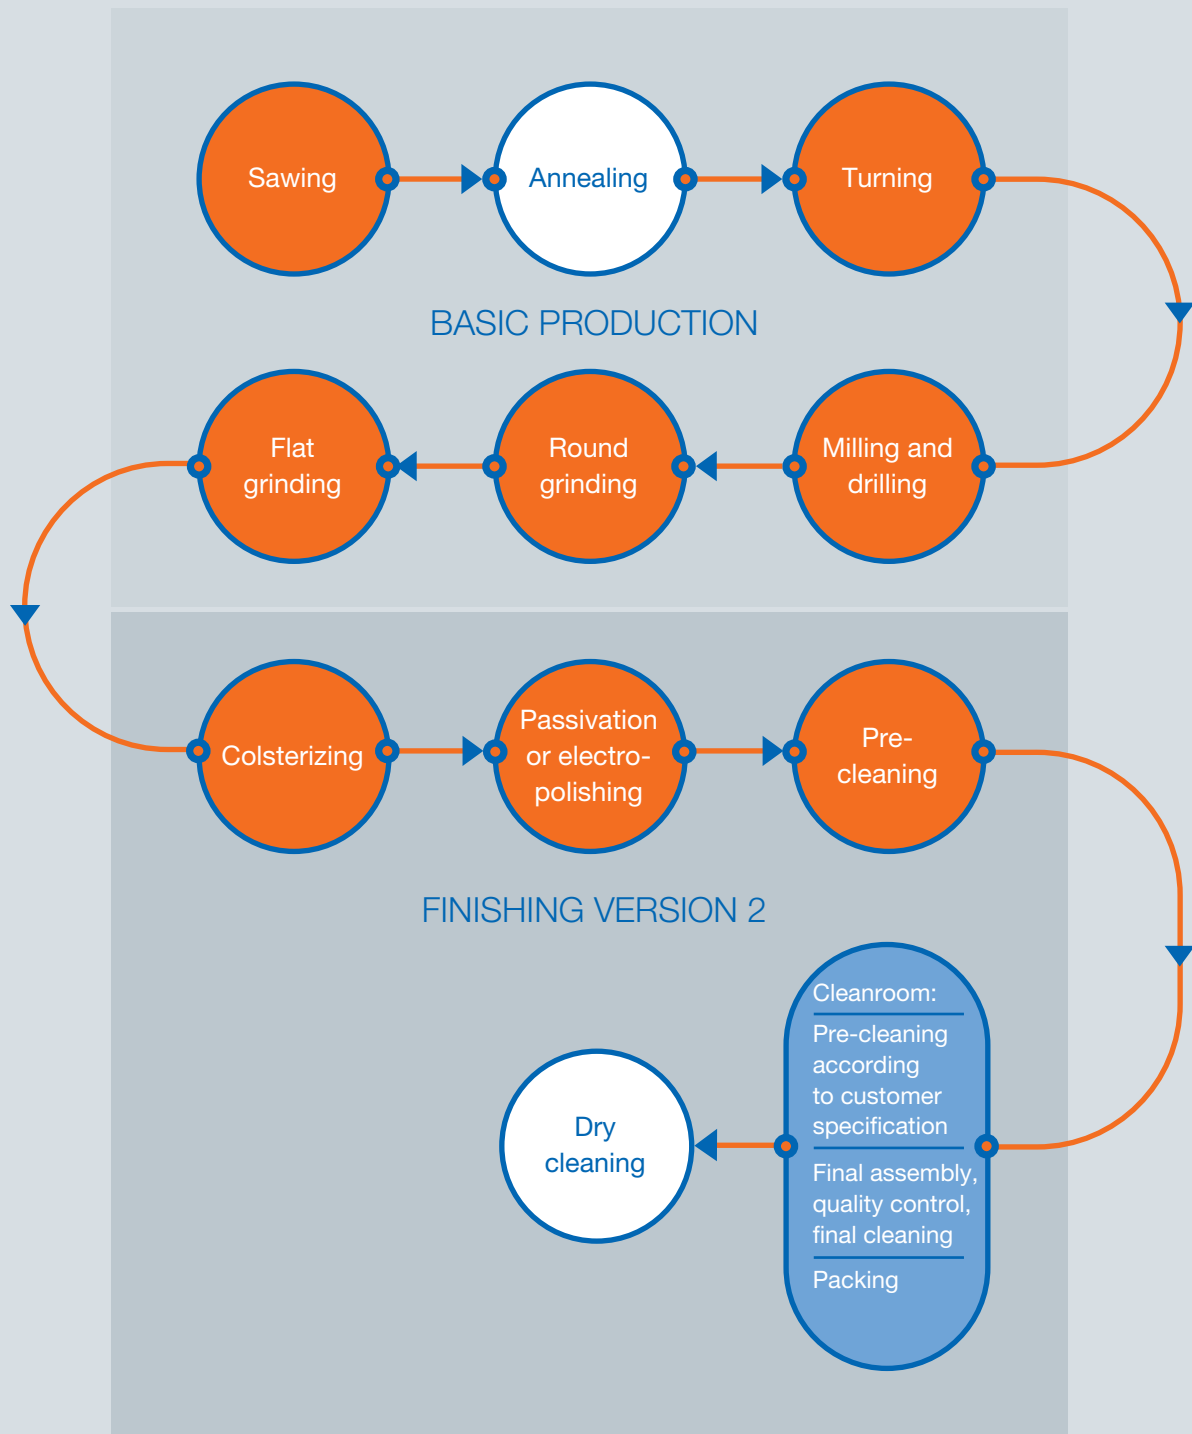 Sawing
Annealing
Turning
BASIC PRODUCTION
Milling and
drilling
Round
grinding
Flat
grinding
Colsterizing
Passivation
or electro-
polishing
Pre-
cleaning
FINISHING VERSION 2
Cleanroom:
Pre-cleaning
according
to customer
specification
Final assembly,
quality control,
final cleaning
Packing
Dry
cleaning